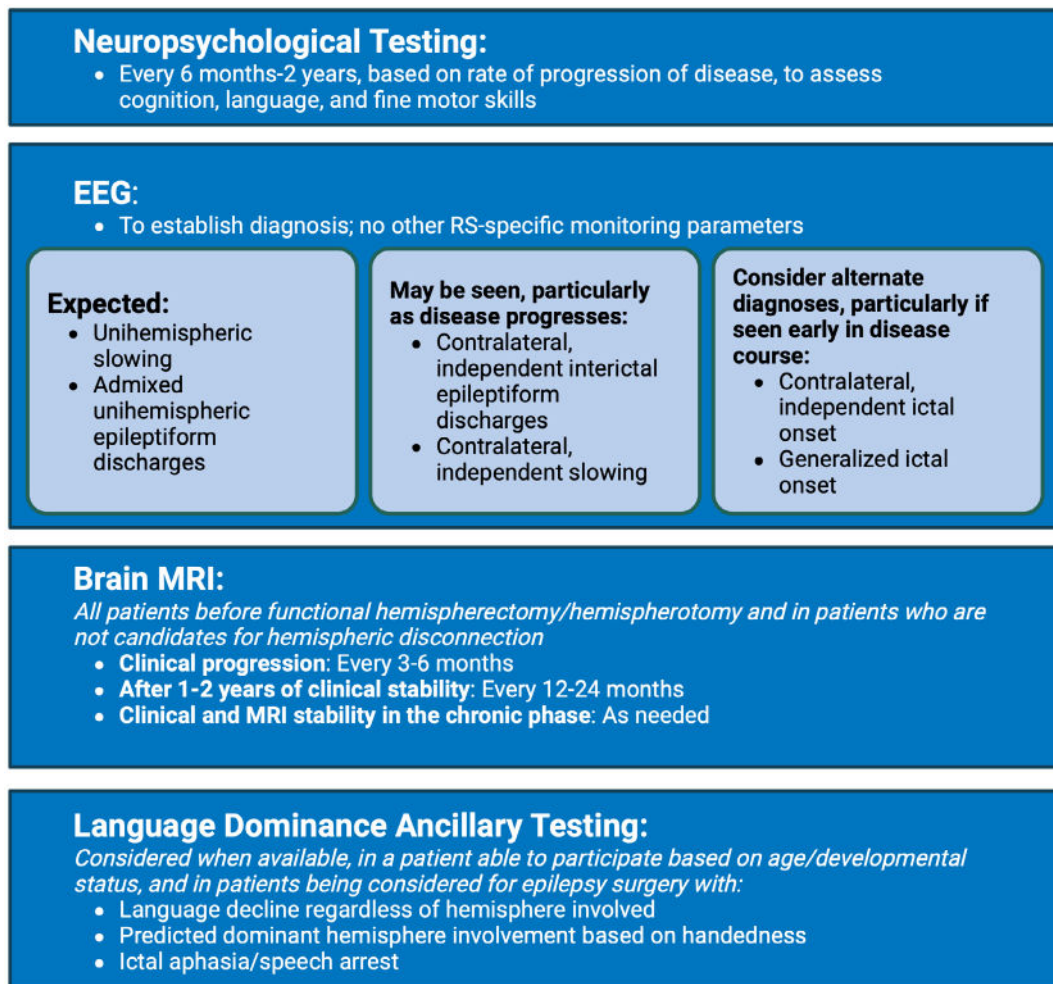 Neuropsychological Testing:
• Every 6 months-2 years, based on rate of progression of disease, to assess
cognition, language, and fine motor skills
EEG:
• To establish diagnosis; no other RS-specific monitoring parameters
Expected:
• Unihemispheric
slowing
• Admixed
unihemispheric
epileptiform
discharges
May be seen, particularly
as disease progresses:
• Contralateral,
independent interictal
epileptiform
discharges
• Contralateral,
independent slowing
Consider alternate
diagnoses, particularly if
seen early in disease
course:
• Contralateral,
independent ictal
onset
• Generalized ictal
onset
Brain MRI:
All patients before functional hemispherectomy/hemispherotomy and in patients who are
not candidates for hemispheric disconnection
• Clinical progression: Every 3-6 months
• After 1-2 years of clinical stability: Every 12-24 months
• Clinical and MRI stability in the chronic phase: As needed
Language Dominance Ancillary Testing:
Considered when available, in a patient able to participate based on age/developmental
status, and in patients being considered for epilepsy surgery with:
• Language decline regardless of hemisphere involved
• Predicted dominant hemisphere involvement based on handedness
• Ictal aphasia/speech arrest